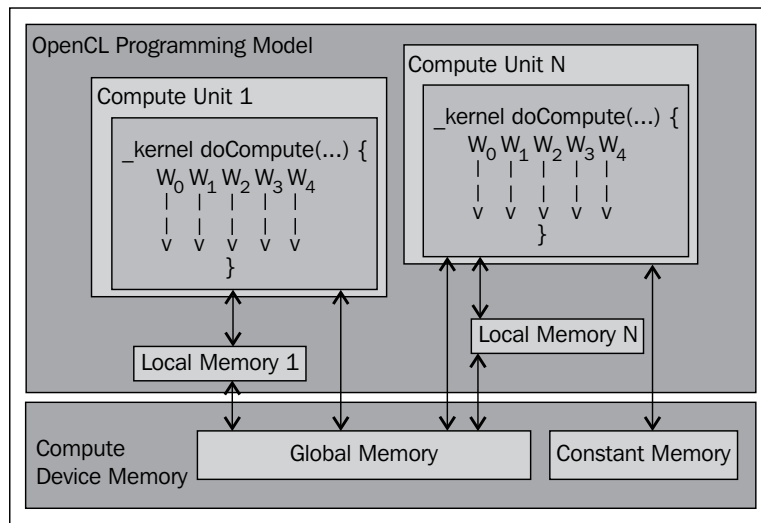 OpenCL Programming Model
Compute Unit 1
_kernel doCompute(...) {
W0 W1 W2 W3 W4
| | | | |
| | | | |
v v v v v
}
Compute Unit N
_kernel doCompute(...) {
W0 W1 W2 W3 W4
| | | | |
| | | | |
v v v v v
}
Local Memory 1
Local Memory N
Compute
Device Memory
Global Memory
Constant Memory